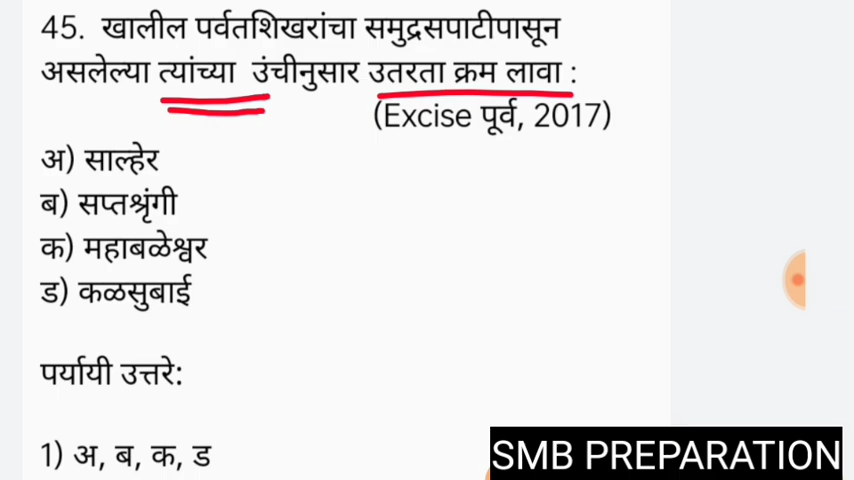 45. खालील पर्वतशिखरांचा समुद्रसपाटीपासून
असलेल्या त्यांच्या उंचीनुसार उतरता क्रम लावा :
(Excise पूर्व, 2017)
अ) साल्हेर
ब) सप्तश्रृंगी
क) महाबळेश्वर
ड) कळसुबाई
पर्यायी उत्तरे:
1) अ, ब, क, ड
SMB PREPARATION